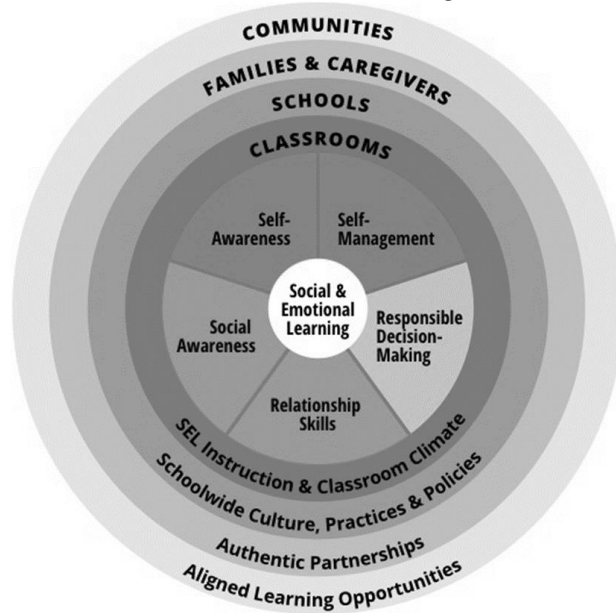 COMMUNITIES
FAMILIES & CAREGIVERS
SCHOOLS
CLASSROOMS
Self-
Awareness
Self-
Management
Social &
Emotional
Learning
Social
Awareness
Responsible
Decision-
Making
Relationship
Skills
SEL Instruction & Classroom Climate
Schoolwide Culture, Practices & Policies
Authentic Partnerships
Aligned Learning Opportunities